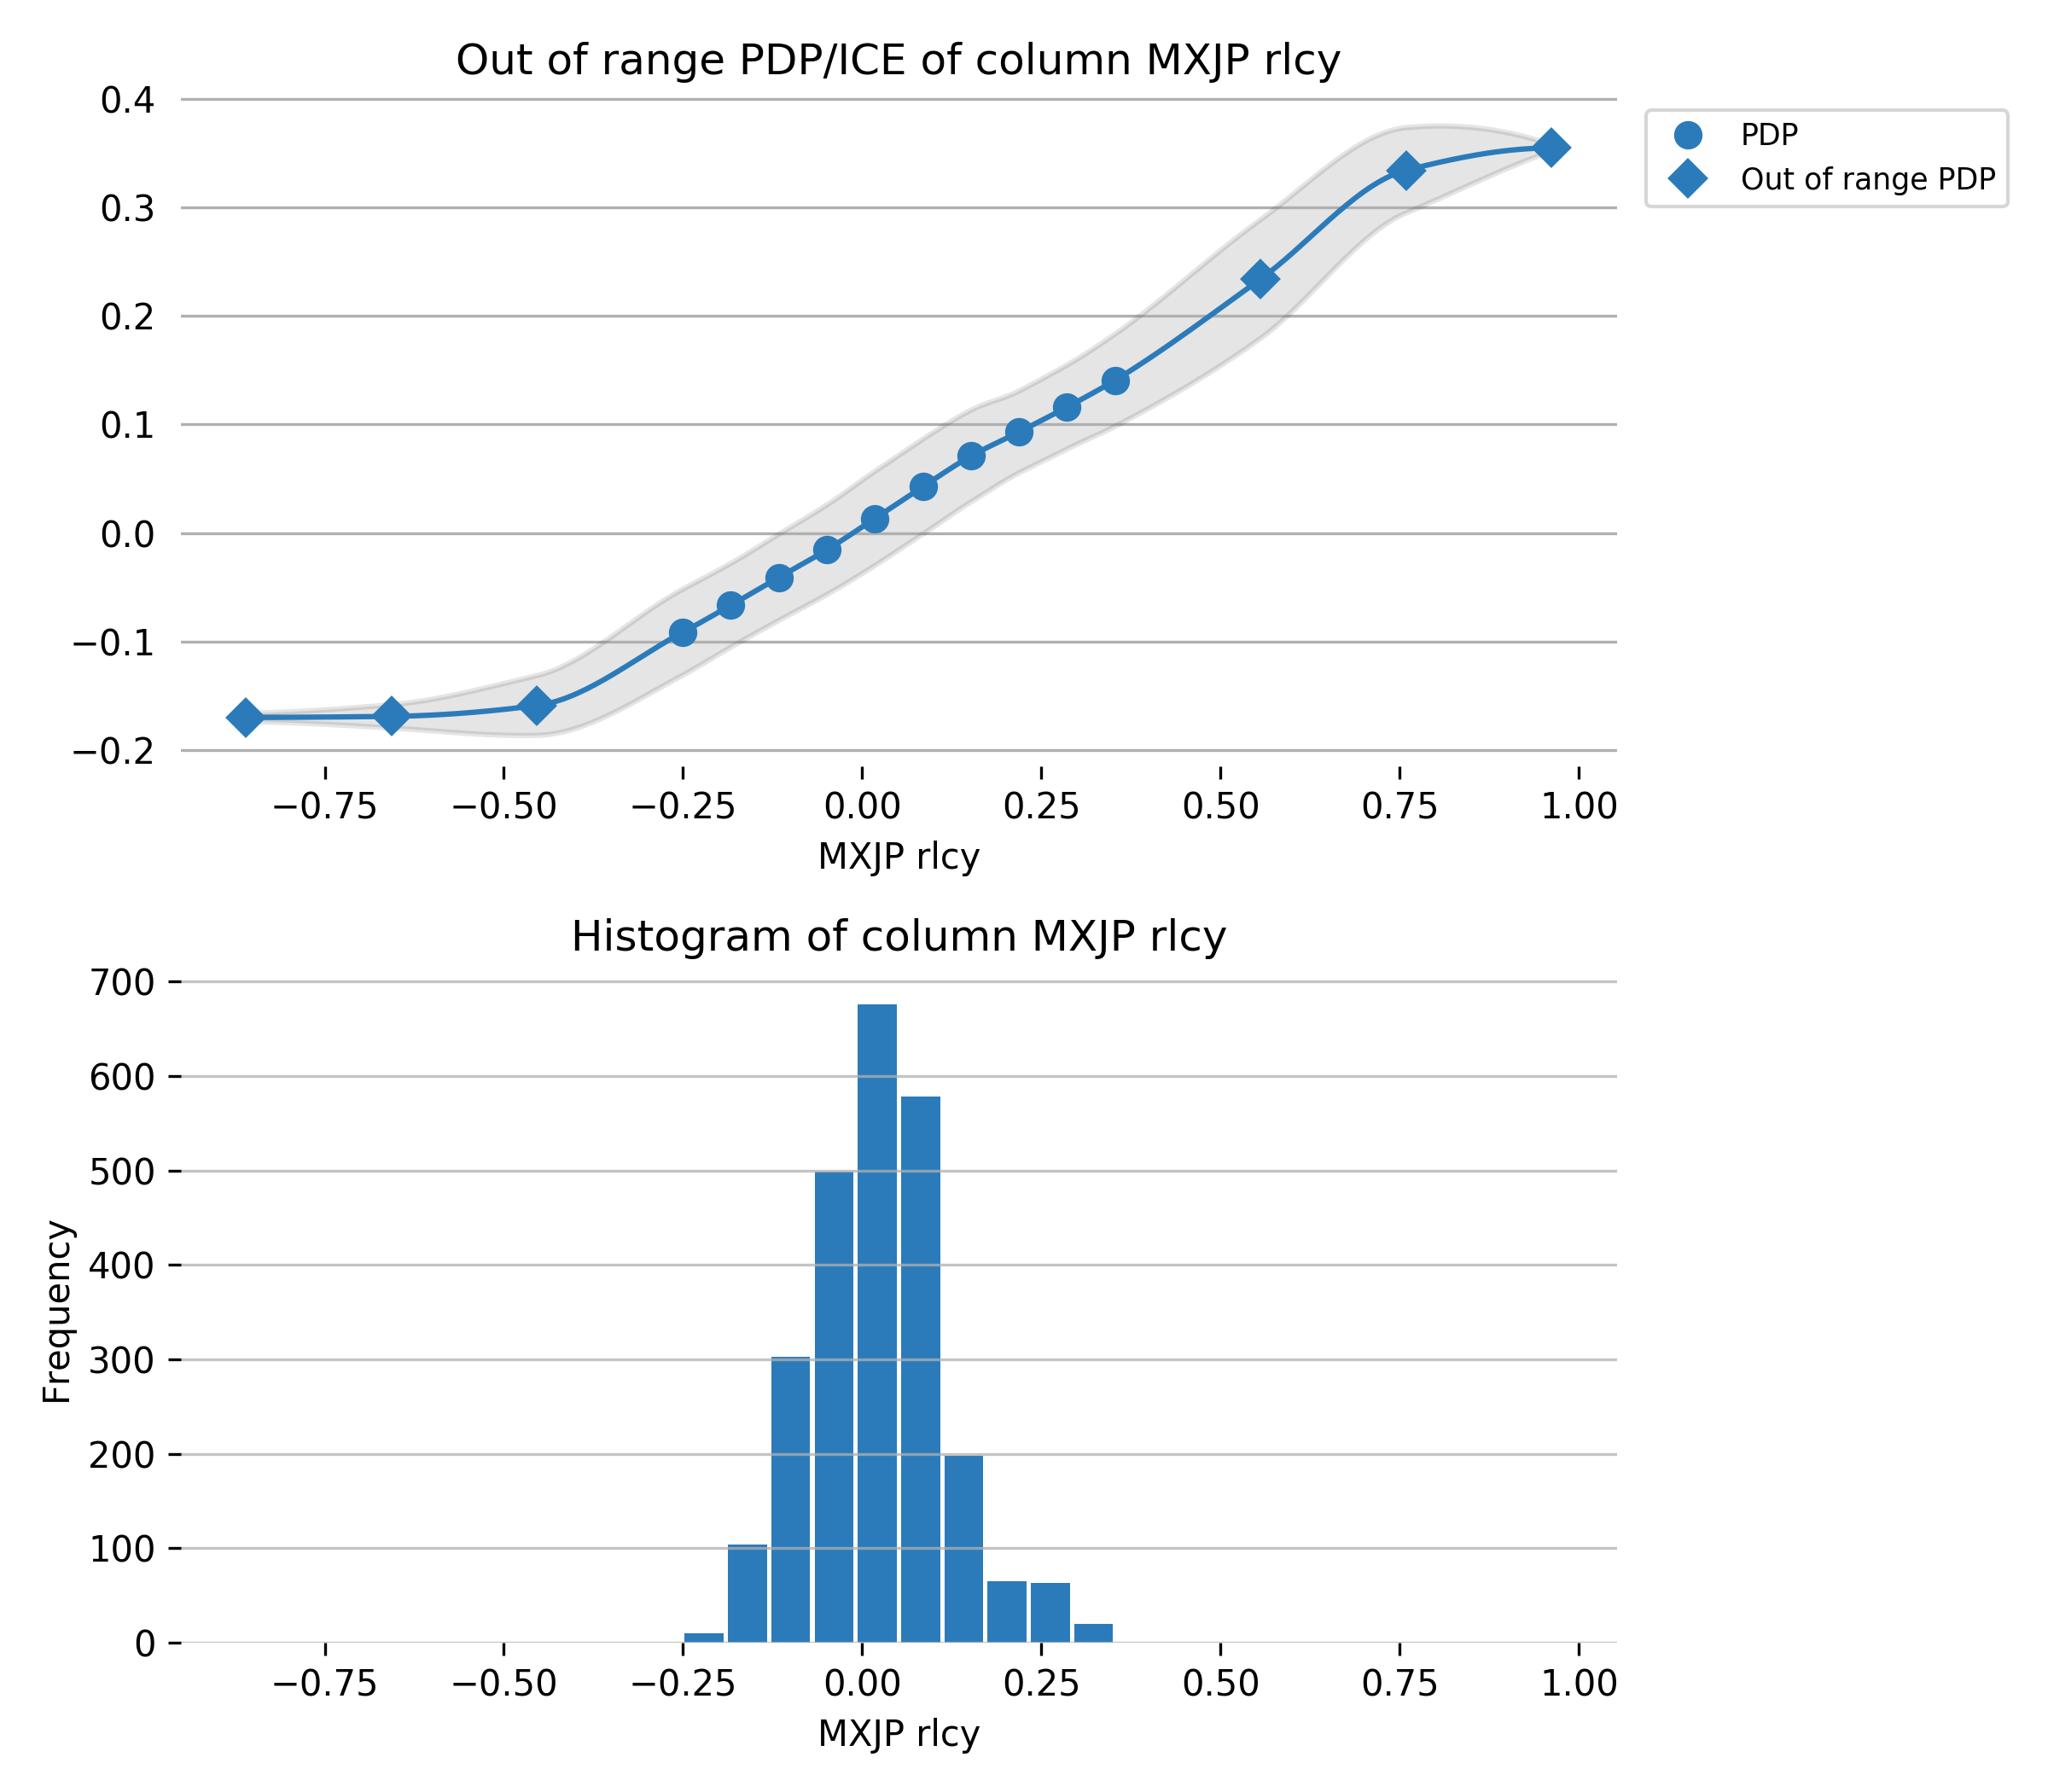 Out of range PDP/ICE of column MXJP rlcy
0.4
0.3
0.2
0.1
0.0
−0.1
−0.2
PDP
Out of range PDP
−0.75 −0.50 −0.25 0.00 0.25 0.50 0.75 1.00
MXJP rlcy
Histogram of column MXJP rlcy
700
600
500
400
300
200
100
0
Frequency
−0.75 −0.50 −0.25 0.00 0.25 0.50 0.75 1.00
MXJP rlcy